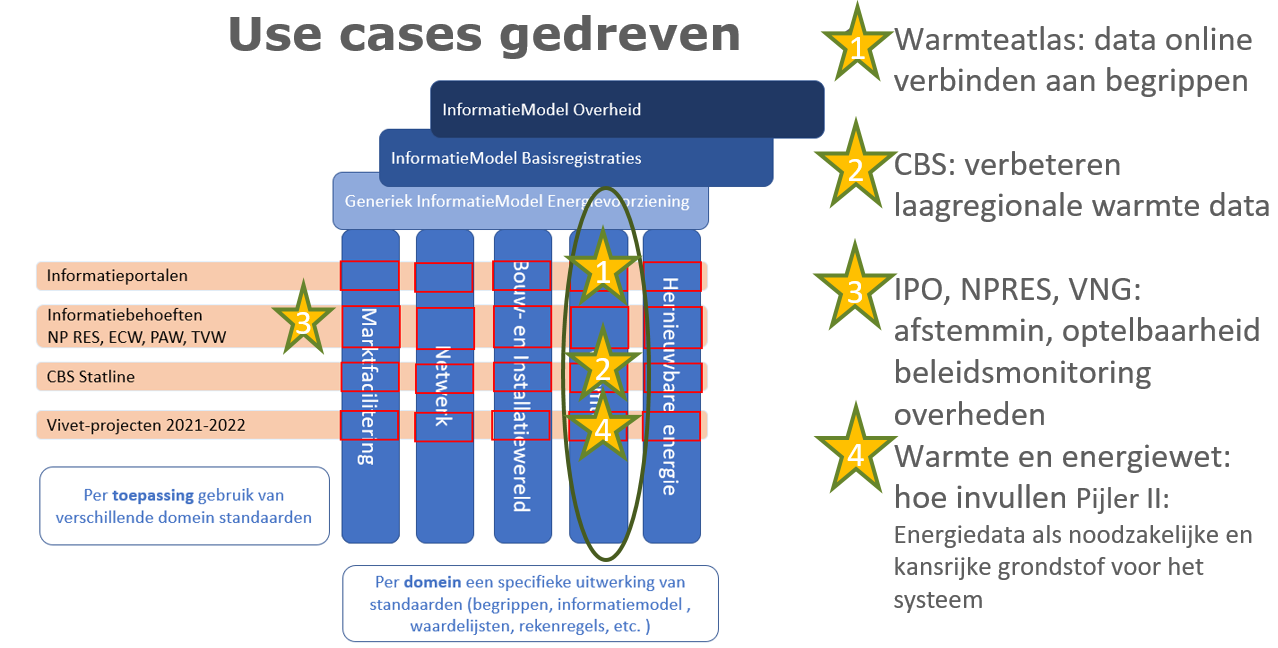 Use cases gedreven
InformatieModel Overheid
InformatieModel Basisregistraties
Generiek InformatieModel Energievoorziening
Informatieportalen
Informatiebehoeften
NP RES, ECW, PAW, TVW
CBS Statline
Vivet-projecten 2021-2022
Marktfacilitering
Netwerk
Bouw- en Installatiewereld
Hernieuwbare energie
1
2
3
4
Per toepassing gebruik van
verschillende domein standaarden
Per domein een specifieke uitwerking van
standaarden (begrippen, informatiemodel ,
waardelijsten, rekenregels, etc. )
1
Warmteatlas: data online
verbinden aan begrippen
2
CBS: verbeteren
laagregionale warmte data
3
IPO, NPRES, VNG:
afstemmin, optelbaarheid
beleidsmonitoring
overheden
4
Warmte en energiewet:
hoe invullen Pijler II:
Energiedata als noodzakelijke en
kansrijke grondstof voor het
systeem